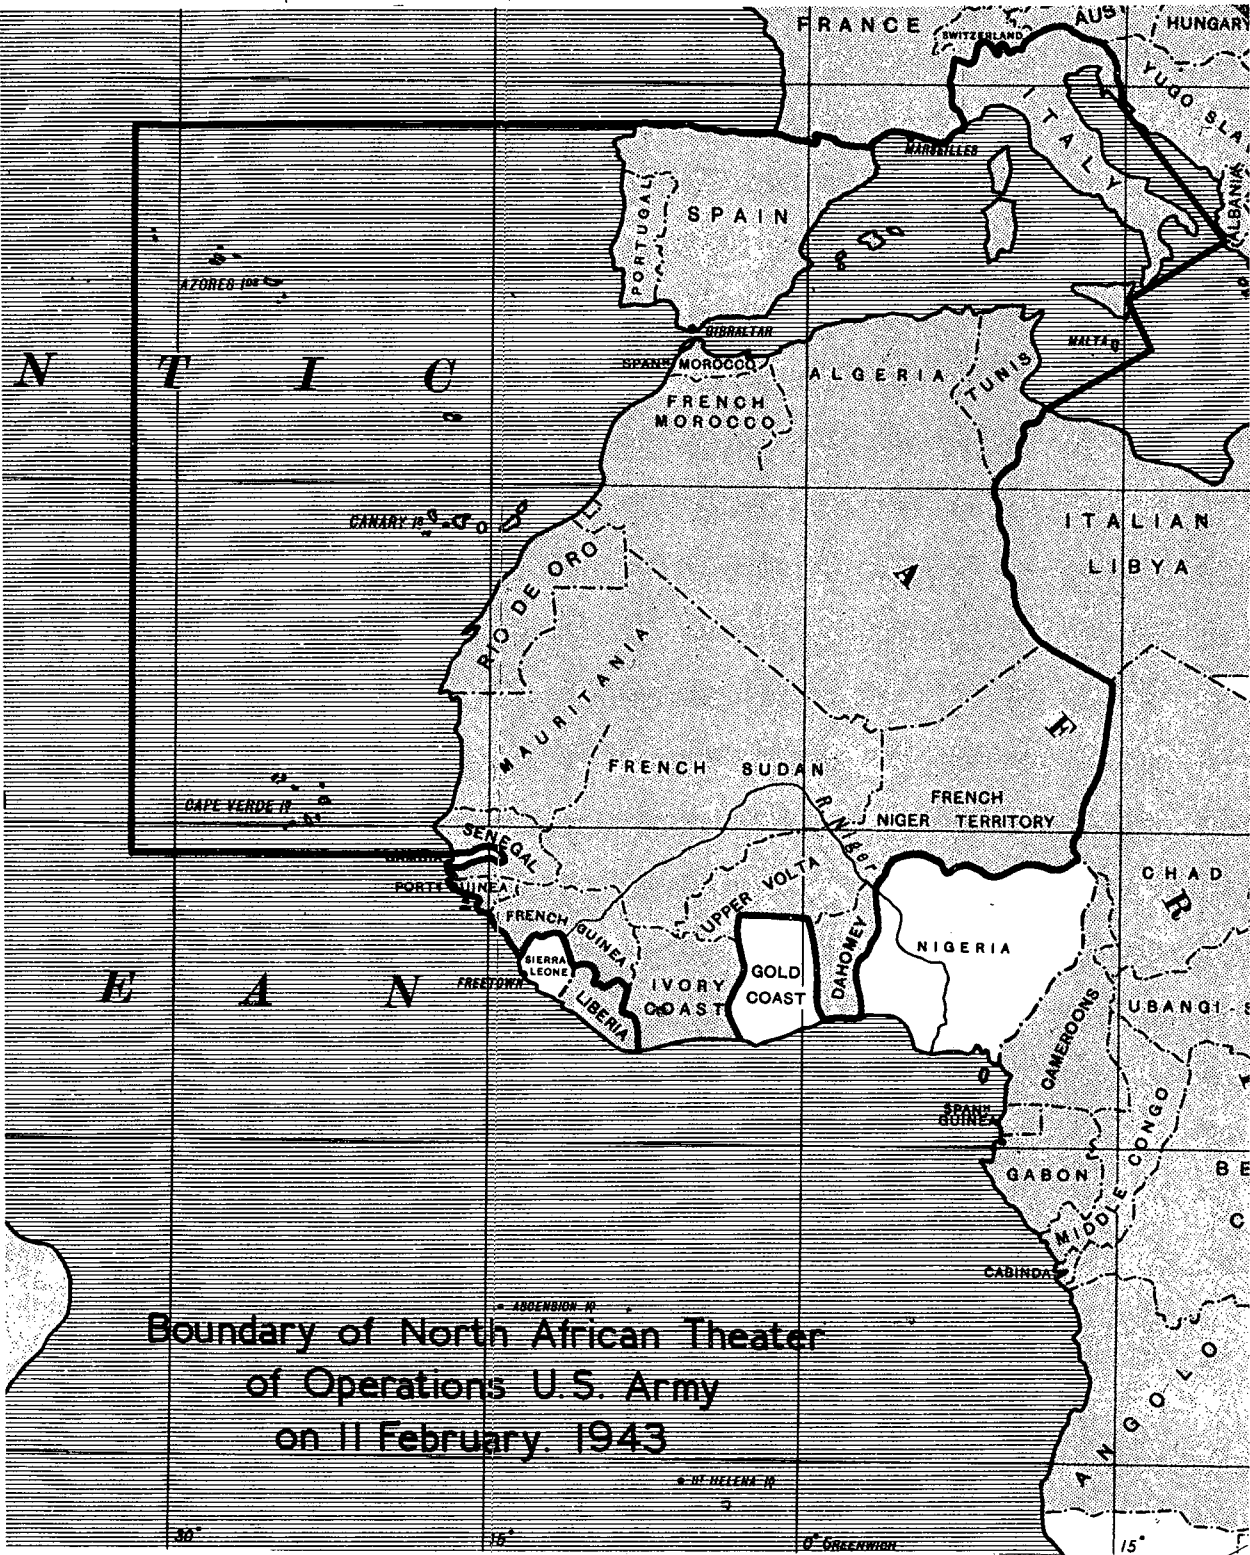 FRANCE
SWITZERLAND
AUS
HUNGARY
YUGO SLA
ITALY
MARSEILLES
ALBANIA
PORTUGAL
SPAIN
AZORES IDS
GIBRALTAR
MALTA
SPANH MOROCCO
ALGERIA
TUNIS
N T I C
FRENCH
MOROCCO
CANARY IS
ITALIAN
LIBYA
RIO DE ORO
A
MAURITANIA
F
FRENCH SUDAN
R. Niger
FRENCH
NIGER TERRITORY
CAPE VERDE IS
SENEGAL
GAMBIA
PORTE GUINEA
UPPER VOLTA
CHAD
R
FRENCH
GUINEA
DAHOMEY
NIGERIA
SIERRA
LEONE
GOLD
COAST
E A N
FREETOWN
IVORY
COAST
LIBERIA
UBANGI-S
CAMEROONS
SPANH
GUINEA
MIDDLE CONGO
GABON
BE
C
CABINDA
ASCENSION IS
Boundary of North African Theater
of Operations U.S. Army
on 11 February. 1943
ANGOLO
ST HELENA IS
30°
15°
0° GREENWICH
15°